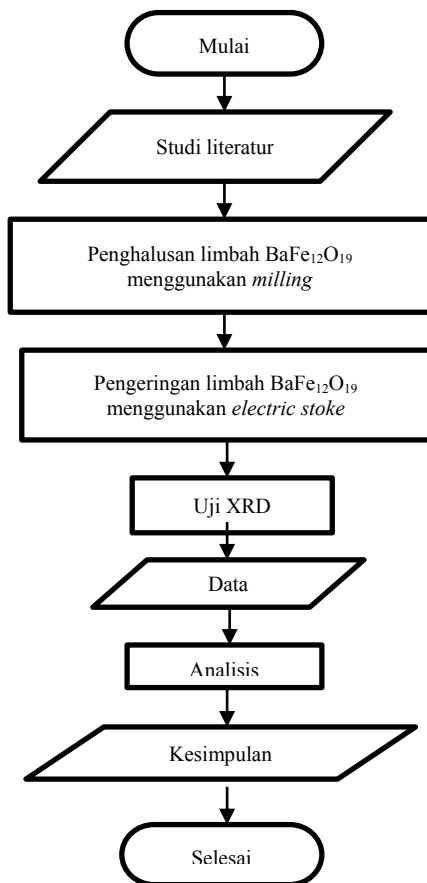 Mulai
Studi literatur
Penghalusan limbah BaFe₁₂O₁₉
menggunakan milling
Pengeringan limbah BaFe₁₂O₁₉
menggunakan electric stoke
Uji XRD
Data
Analisis
Kesimpulan
Selesai